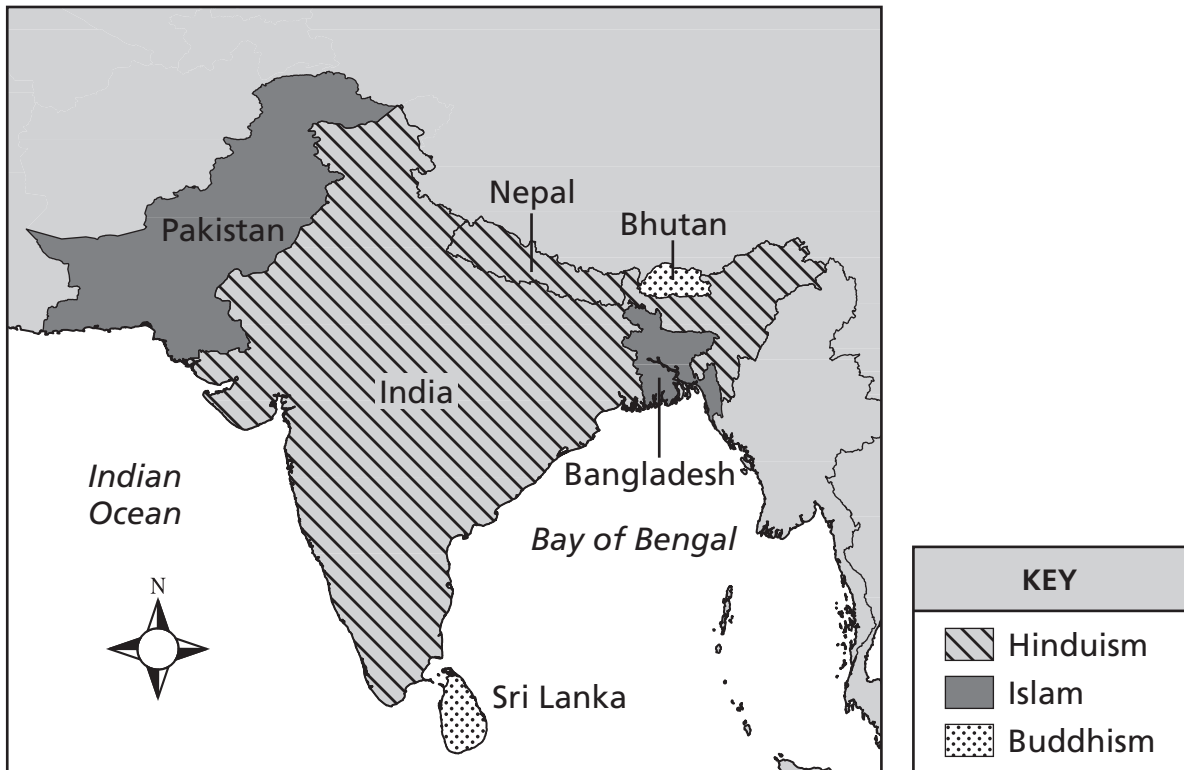 Nepal
Bhutan
Pakistan
India
Bangladesh
Indian
Ocean
Bay of Bengal
N
Sri Lanka
KEY
Hinduism
Islam
Buddhism